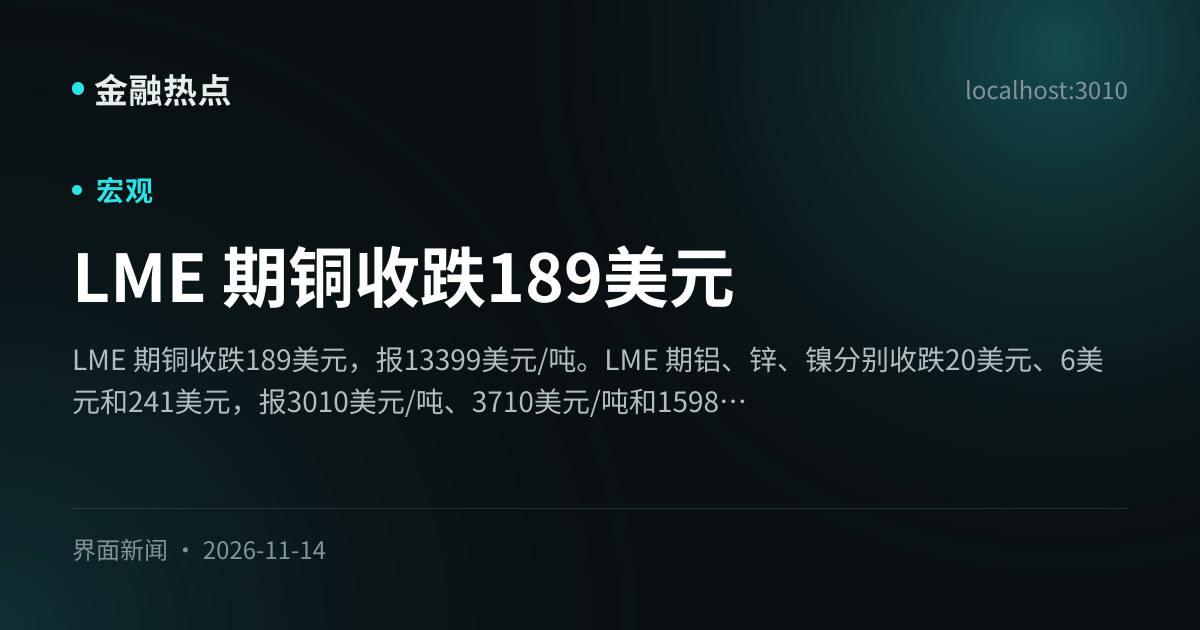 金融热点
localhost:3010
宏观
LME 期铜收跌189美元
LME 期铜收跌189美元，报13399美元/吨。LME 期铝、锌、镍分别收跌20美元、6美
元和241美元，报3010美元/吨、3710美元/吨和1598…
界面新闻 · 2026-11-14